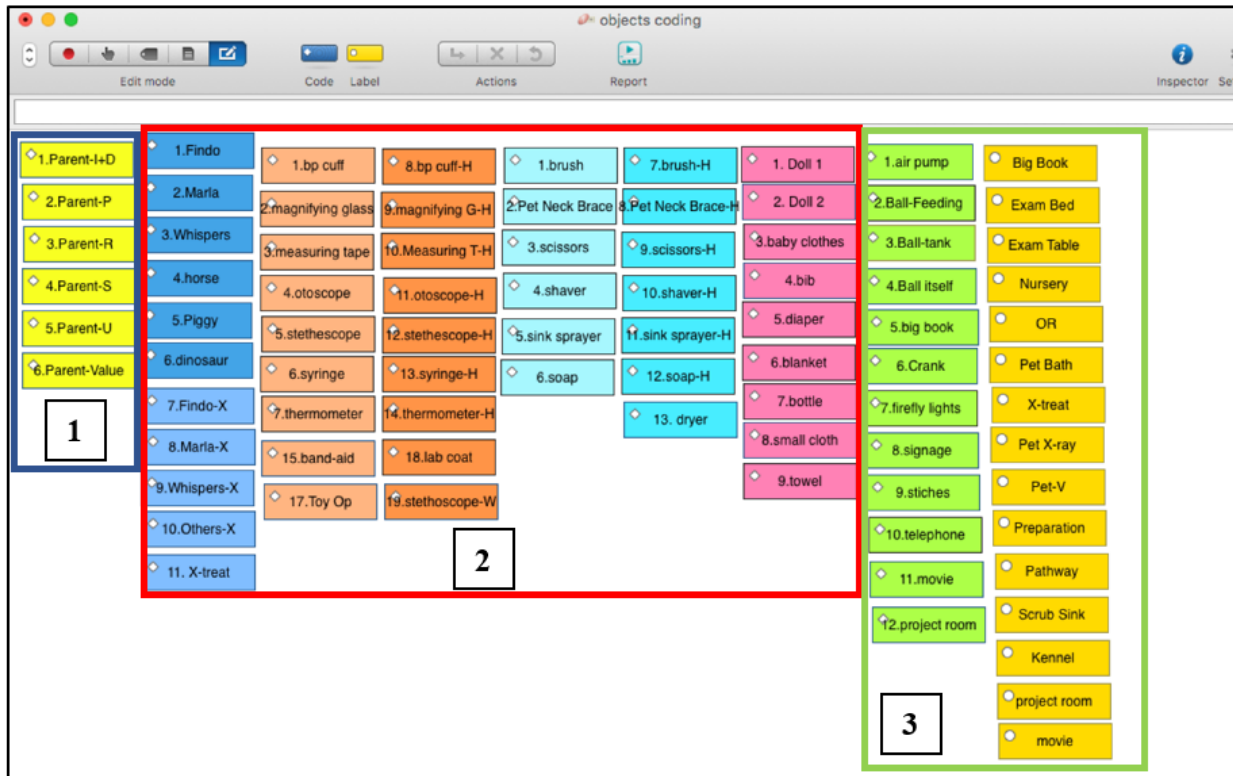 objects coding
Edit mode
Code
Label
Actions
Report
Inspector
1.Parent-I+D
2.Parent-P
3.Parent-R
4.Parent-S
5.Parent-U
6.Parent-Value
1
1.Findo
2.Marla
3.Whispers
4.horse
5.Piggy
6.dinosaur
7.Findo-X
8.Marla-X
9.Whispers-X
10.Others-X
11. X-treat
1.bp cuff
2.magnifying glass
3.measuring tape
4.otoscope
5.stethescope
6.syringe
7.thermometer
15.band-aid
17.Toy Op
8.bp cuff-H
9.magnifying G-H
10.Measuring T-H
11.otoscope-H
12.stethescope-H
13.syringe-H
14.thermometer-H
18.lab coat
19.stethoscope-W
1.brush
2.Pet Neck Brace
3.scissors
4.shaver
5.sink sprayer
6.soap
7.brush-H
8.Pet Neck Brace-H
9.scissors-H
10.shaver-H
11.sink sprayer-H
12.soap-H
13. dryer
1. Doll 1
2. Doll 2
3.baby clothes
4.bib
5.diaper
6.blanket
7.bottle
8.small cloth
9.towel
2
1.air pump
2.Ball-Feeding
3.Ball-tank
4.Ball itself
5.big book
6.Crank
7.firefly lights
8.signage
9.stiches
10.telephone
11.movie
12.project room
Big Book
Exam Bed
Exam Table
Nursery
OR
Pet Bath
X-treat
Pet X-ray
Pet-V
Preparation
Pathway
Scrub Sink
Kennel
project room
movie
3